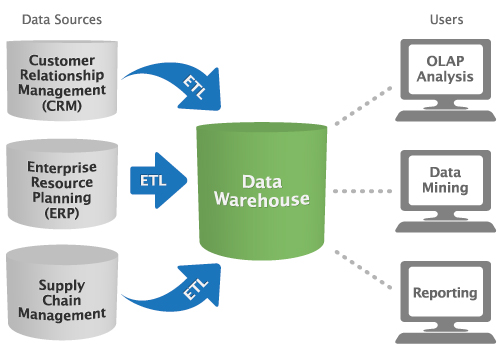 Data Sources
Users
Customer
Relationship
Management
(CRM)
ETL
OLAP
Analysis
Enterprise
Resource
Planning
(ERP)
ETL
Data
Warehouse
Data
Mining
Supply
Chain
Management
ETL
Reporting